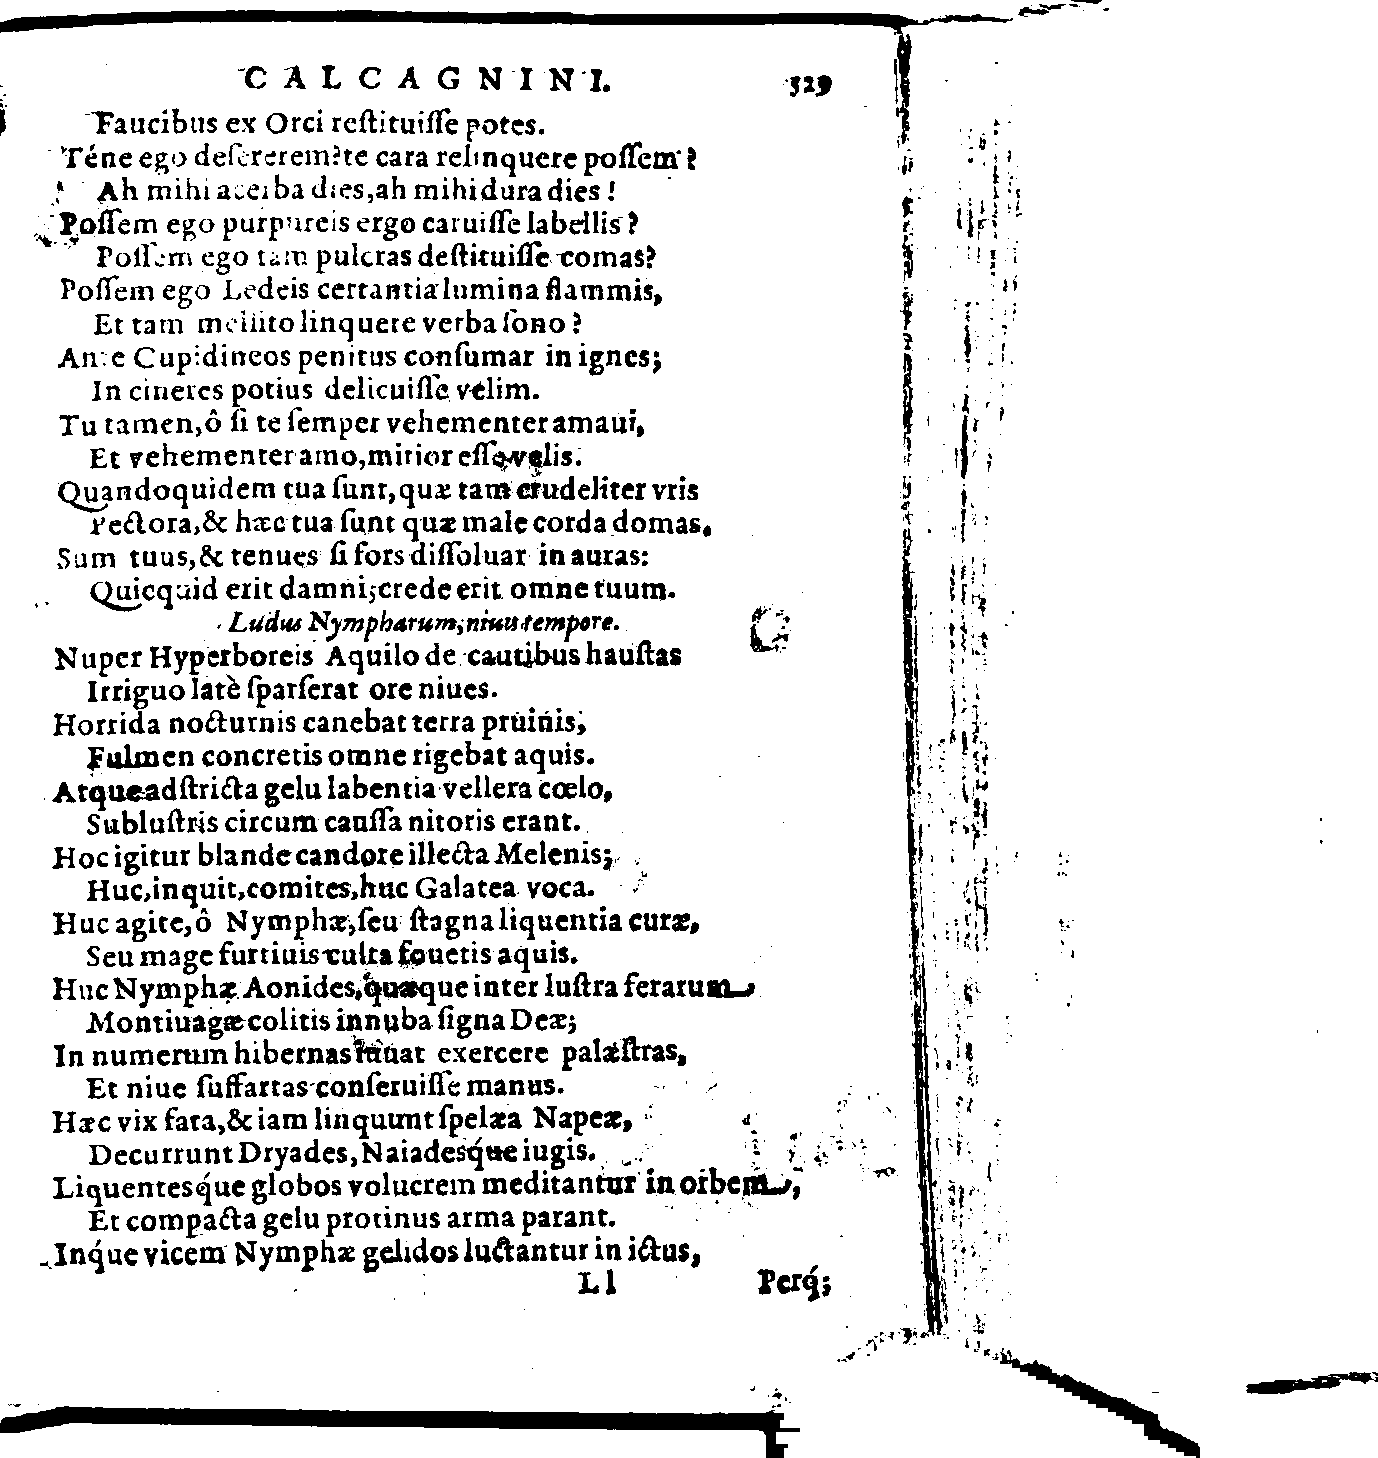 CALCAGNINI. 529
Faucibus ex Orci reſtituiſſe potes.
Téne ego deſererem? te cara relinquere poſſem?
Ah mihi acerba dies, ah mihi dura dies!
Poſſem ego purpureis ergo caruiſſe labellis?
Poſſem ego tam pulcras deſtituiſſe comas?
Poſſem ego Ledeis certantia lumina flammis,
Et tam mellito linquere verba ſono?
Ante Cupidineos penitus conſumar in ignes;
In cineres potius delicuiſſe velim.
Tu tamen, ô ſi te ſemper vehementer amaui,
Et vehementer amo, mitior eſſe velis.
Quandoquidem tua ſunt, quæ tam crudeliter vris
Pectora, & hæc tua ſunt quæ male corda domas.
Sum tuus, & tenues ſi fors diſſoluar in auras:
Quicquid erit damni; crede erit omne tuum.
Ludus Nympharum, niuis tempore.
Nuper Hyperboreis Aquilo de cautibus hauſtas
Irriguo latè ſparſerat ore niues.
Horrida nocturnis canebat terra pruinis,
Fulmen concretis omne rigebat aquis.
Atque adſtricta gelu labentia vellera cœlo,
Subluſtris circum cauſſa nitoris erant.
Hoc igitur blande candore illecta Melenis;
Huc, inquit, comites, huc Galatea voca.
Huc agite, ô Nymphæ, ſeu ſtagna liquentia curæ,
Seu mage furtiuis culta fouetis aquis.
Huc Nymphæ Aonides, quæque inter luſtra ferarum
Montiuagæ colitis innuba ſigna Deæ;
In numerum hibernas iuuat exercere palæſtras,
Et niue ſuffartas conſeruiſſe manus.
Hæc vix fata, & iam linquunt ſpelæa Napeæ,
Decurrunt Dryades, Naiadesq́ue iugis.
Liquentesq́ue globos volucrem meditantur in orbem,
Et compacta gelu protinus arma parant.
Inq́ue vicem Nymphæ gelidos luctantur in ictus,
Ll Perq́;